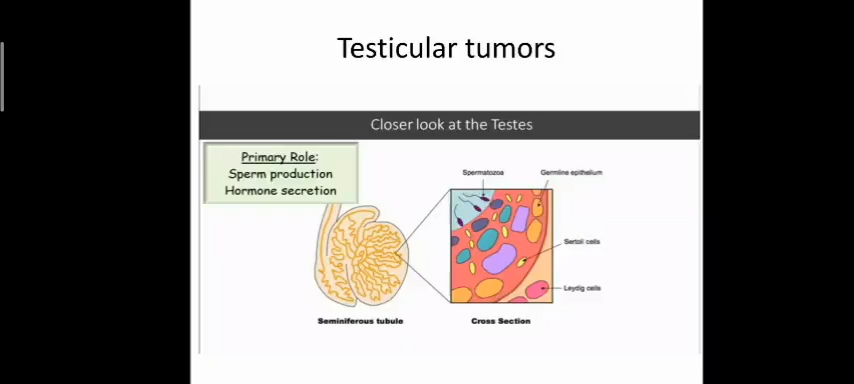 Testicular tumors
Closer look at the Testes
Primary Role:
Sperm production
Hormone secretion
Spermatozoa
Germline epithelium
Sertoli cells
Leydig cells
Seminiferous tubule
Cross Section